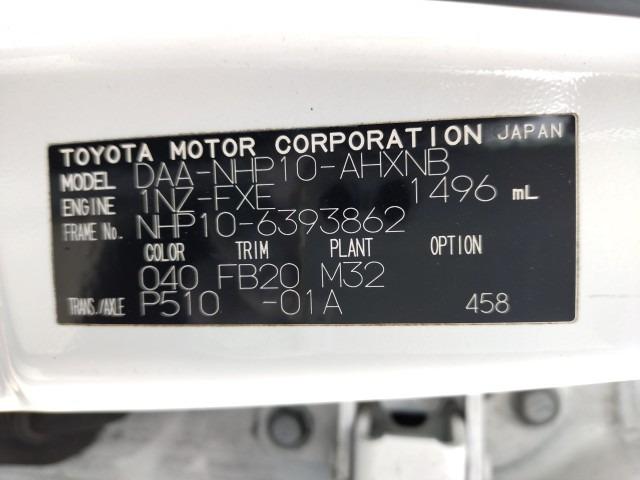 TOYOTA MOTOR CORPORATION JAPAN
MODEL DAA-NHP10-AHXNB
ENGINE 1NZ-FXE 1496 mL
FRAME No. NHP10-6393862
COLOR TRIM PLANT OPTION
040 FB20 M32
TRANS./AXLE P510 -01A 458